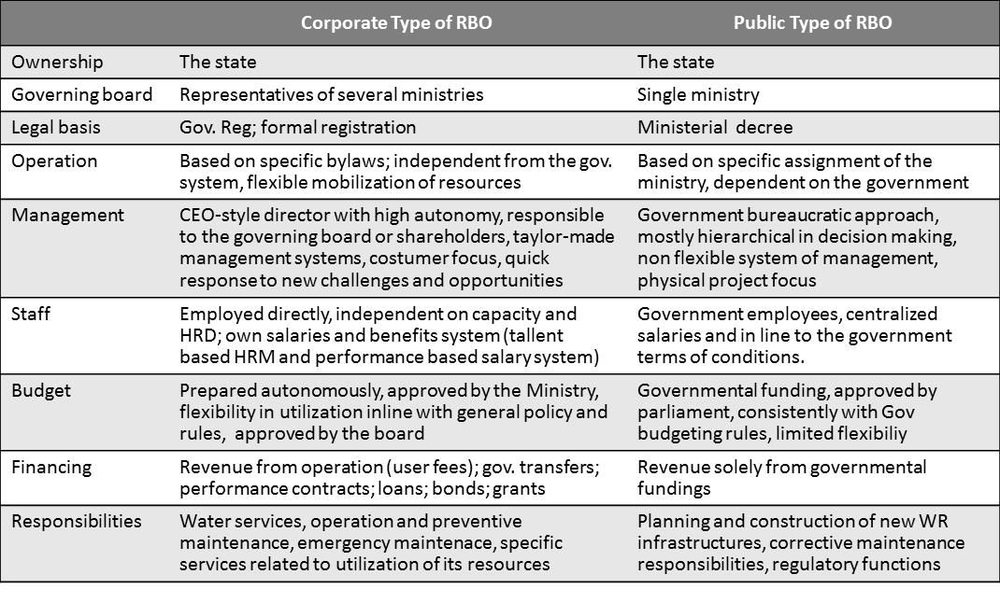 Corporate Type of RBO Public Type of RBO
Ownership The state The state
Governing board Representatives of several ministries Single ministry
Legal basis Gov. Reg; formal registration Ministerial decree
Operation Based on specific bylaws; independent from the gov. Based on specific assignment of the
system, flexible mobilization of resources ministry, dependent on the government
Management CEO-style director with high autonomy, responsible Government bureaucratic approach,
to the governing board or shareholders, taylor-made mostly hierarchical in decision making,
management systems, costumer focus, quick non flexible system of management,
response to new challenges and opportunities physical project focus
Staff Employed directly, independent on capacity and Government employees, centralized
HRD; own salaries and benefits system (tallent salaries and in line to the government
based HRM and performance based salary system) terms of conditions.
Budget Prepared autonomously, approved by the Ministry, Governmental funding, approved by
flexibility in utilization inline with general policy and parliament, consistently with Gov
rules, approved by the board budgeting rules, limited flexibiliy
Financing Revenue from operation (user fees); gov. transfers; Revenue solely from governmental
performance contracts; loans; bonds; grants fundings
Responsibilities Water services, operation and preventive Planning and construction of new WR
maintenance, emergency maintenace, specific infrastructures, corrective maintenance
services related to utilization of its resources responsibilities, regulatory functions